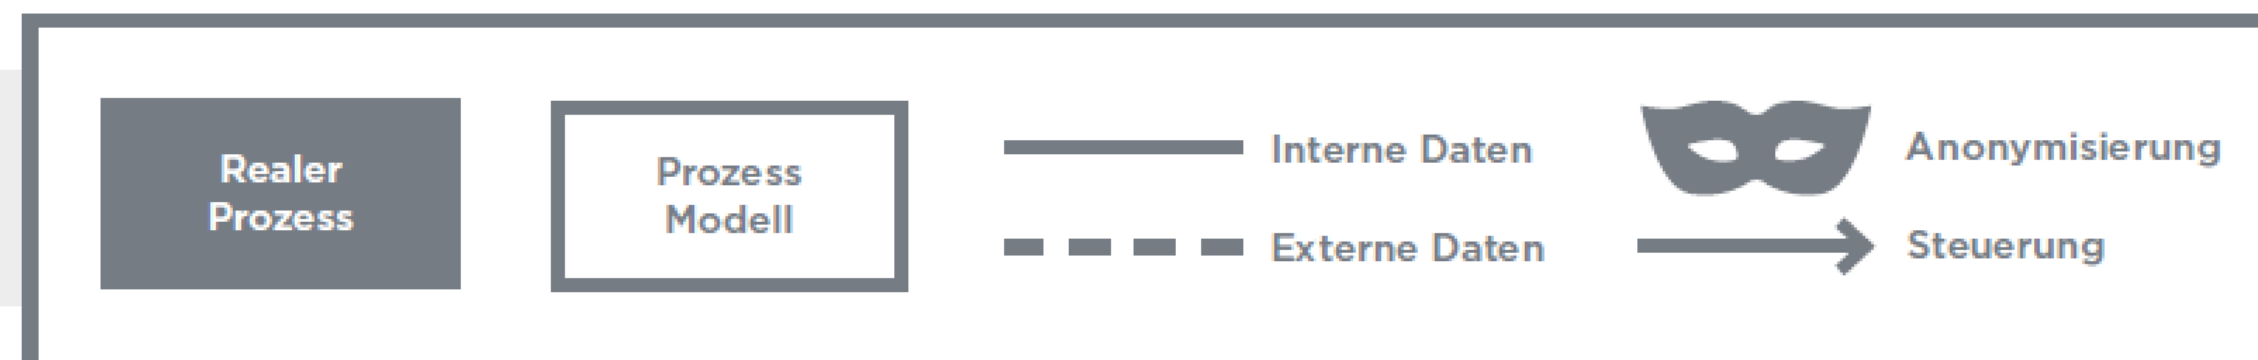 Realer
Prozess
Prozess
Modell
Interne Daten
Externe Daten
Anonymisierung
Steuerung